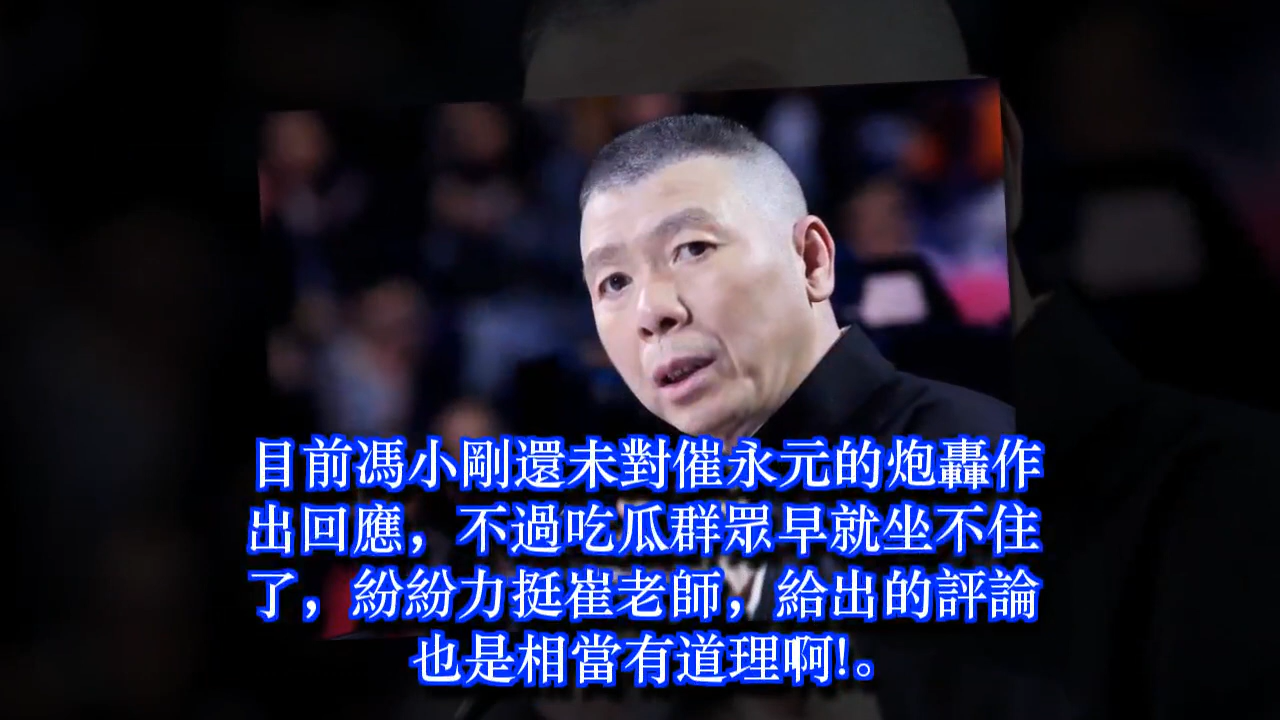 目前馮小剛還未對催永元的炮轟作
出回應，不過吃瓜群眾早就坐不住
了，紛紛力挺崔老師，給出的評論
也是相當有道理啊!。